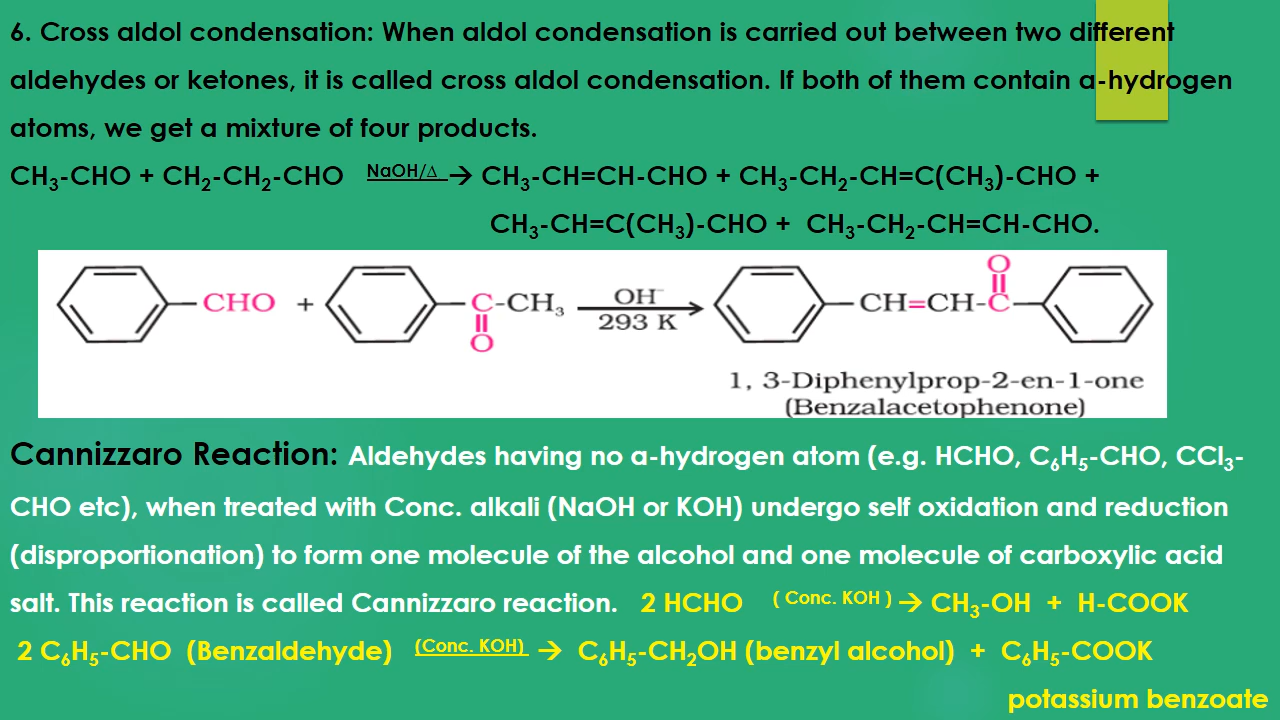 6. Cross aldol condensation: When aldol condensation is carried out between two different
aldehydes or ketones, it is called cross aldol condensation. If both of them contain α-hydrogen
atoms, we get a mixture of four products.
CH₃-CHO + CH₂-CH₂-CHO NaOH/∆ → CH₃-CH=CH-CHO + CH₃-CH₂-CH=C(CH₃)-CHO +
CH₃-CH=C(CH₃)-CHO + CH₃-CH₂-CH=CH-CHO.
CHO + C-CH₃ OH⁻ CH=CH-C O
O 293 K
1, 3-Diphenylprop-2-en-1-one
(Benzalacetophenone)
Cannizzaro Reaction: Aldehydes having no α-hydrogen atom (e.g. HCHO, C₆H₅-CHO, CCl₃-
CHO etc), when treated with Conc. alkali (NaOH or KOH) undergo self oxidation and reduction
(disproportionation) to form one molecule of the alcohol and one molecule of carboxylic acid
salt. This reaction is called Cannizzaro reaction. 2 HCHO ( Conc. KOH ) → CH₃-OH + H-COOK
2 C₆H₅-CHO (Benzaldehyde) (Conc. KOH) → C₆H₅-CH₂OH (benzyl alcohol) + C₆H₅-COOK
potassium benzoate